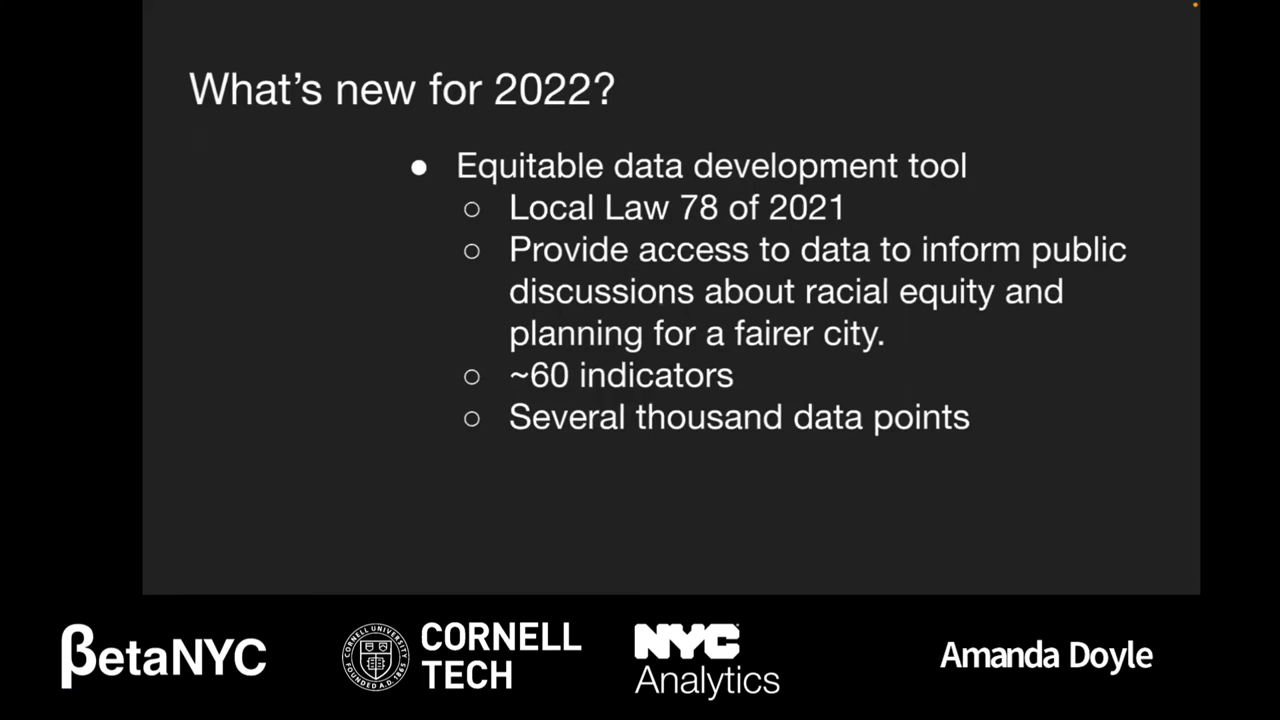 What's new for 2022?
● Equitable data development tool
○ Local Law 78 of 2021
○ Provide access to data to inform public
discussions about racial equity and
planning for a fairer city.
○ ~60 indicators
○ Several thousand data points
βetaNYC
CORNELL UNIVERSITY
FOUNDED A.D. 1865
CORNELL
TECH
NYC
Analytics
Amanda Doyle